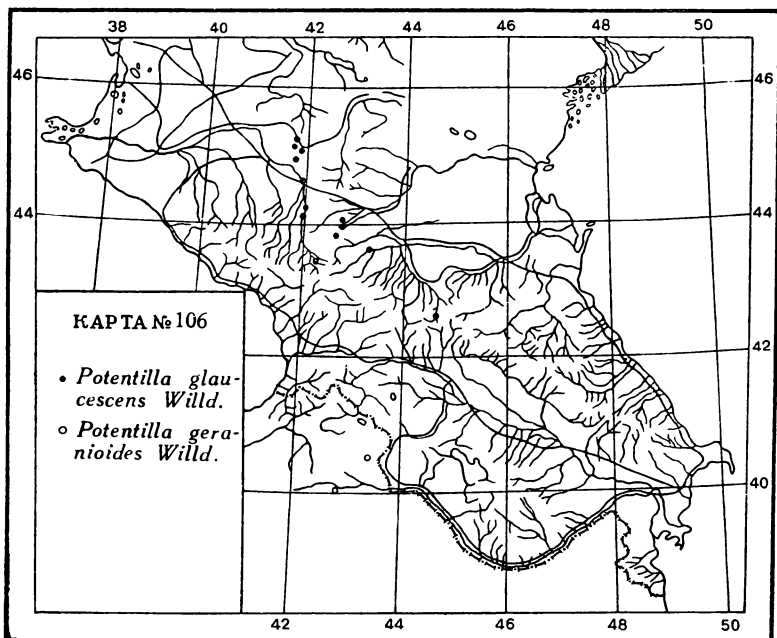 38 40 42 44 46 48 50
46 46
44 44
КАРТА № 106
• Potentilla glau-
cescens Willd.
○ Potentilla gera-
nioides Willd.
42 42
40 40
42 44 46 48 50